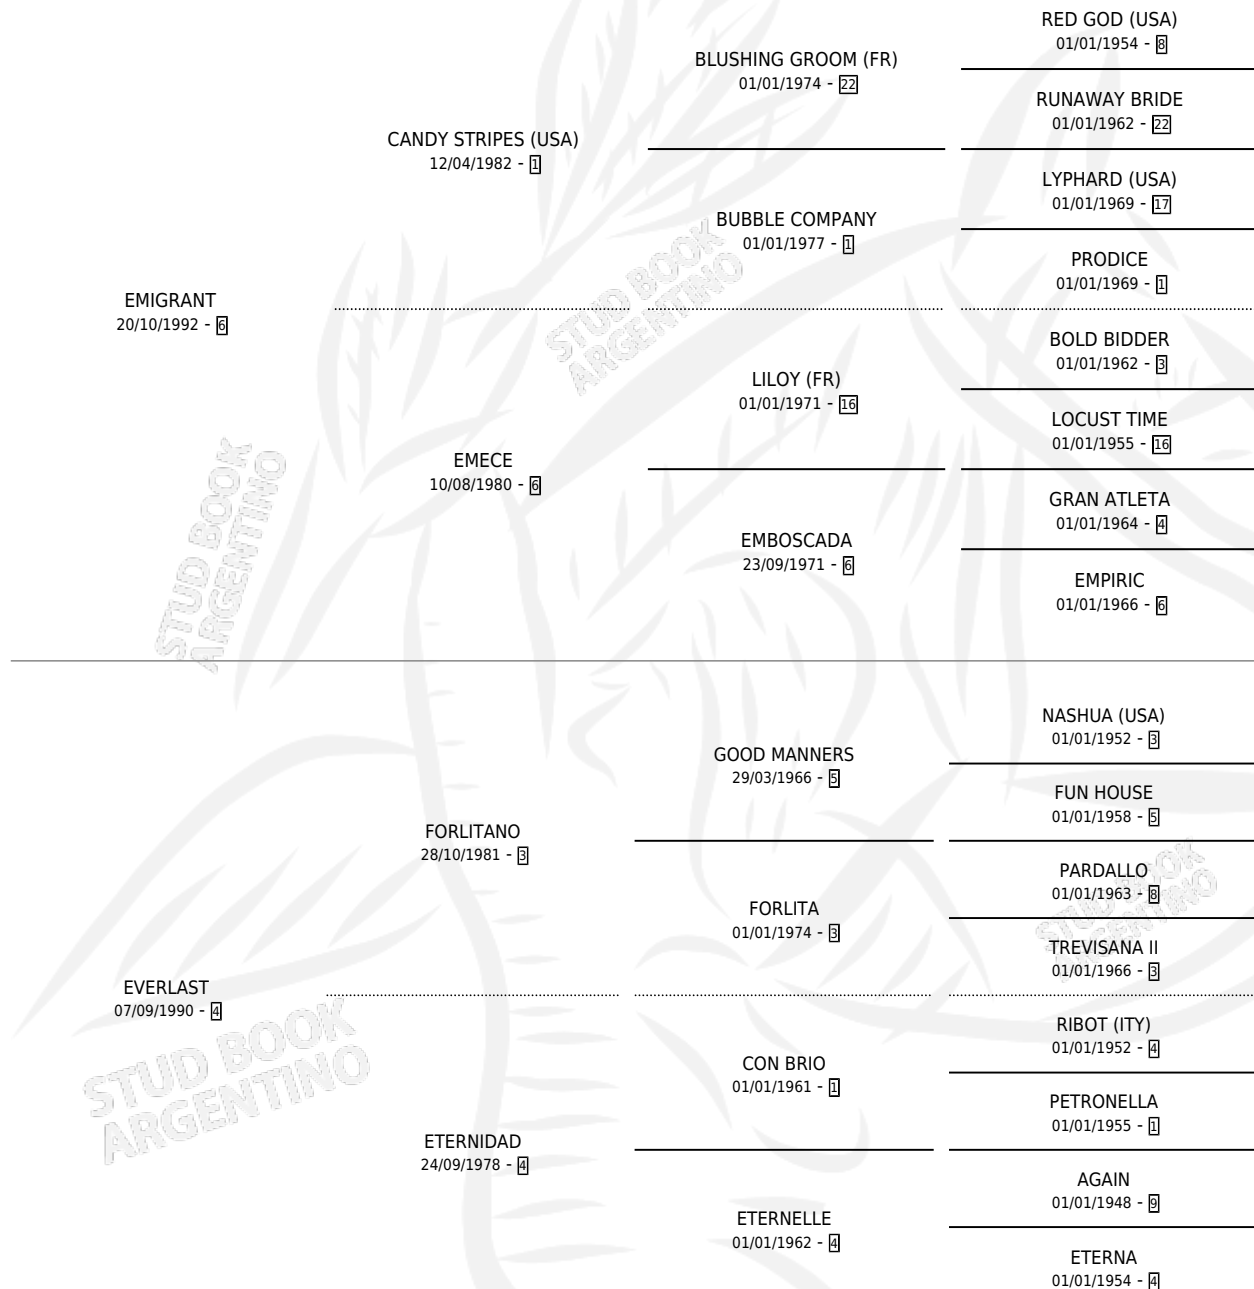 RED GOD (USA)
01/01/1954 - 8
BLUSHING GROOM (FR)
01/01/1974 - 22
RUNAWAY BRIDE
01/01/1962 - 22
CANDY STRIPES (USA)
12/04/1982 - 1
LYPHARD (USA)
01/01/1969 - 17
BUBBLE COMPANY
01/01/1977 - 1
PRODICE
01/01/1969 - 1
EMIGRANT
20/10/1992 - 6
BOLD BIDDER
01/01/1962 - 3
LILOY (FR)
01/01/1971 - 16
LOCUST TIME
01/01/1955 - 16
EMECE
10/08/1980 - 6
GRAN ATLETA
01/01/1964 - 4
EMBOSCADA
23/09/1971 - 6
EMPIRIC
01/01/1966 - 6
NASHUA (USA)
01/01/1952 - 3
GOOD MANNERS
29/03/1966 - 5
FUN HOUSE
01/01/1958 - 5
FORLITANO
28/10/1981 - 3
PARDALLO
01/01/1963 - 8
FORLITA
01/01/1974 - 3
TREVISANA II
01/01/1966 - 3
EVERLAST
07/09/1990 - 4
RIBOT (ITY)
01/01/1952 - 4
CON BRIO
01/01/1961 - 1
PETRONELLA
01/01/1955 - 1
ETERNIDAD
24/09/1978 - 4
AGAIN
01/01/1948 - 9
ETERNELLE
01/01/1962 - 4
ETERNA
01/01/1954 - 4
STUD BOOK
ARGENTINO
STUD BOOK
ARGENTINO
STUD BOOK
ARGENTINO
STUD BOOK
ARGENTINO